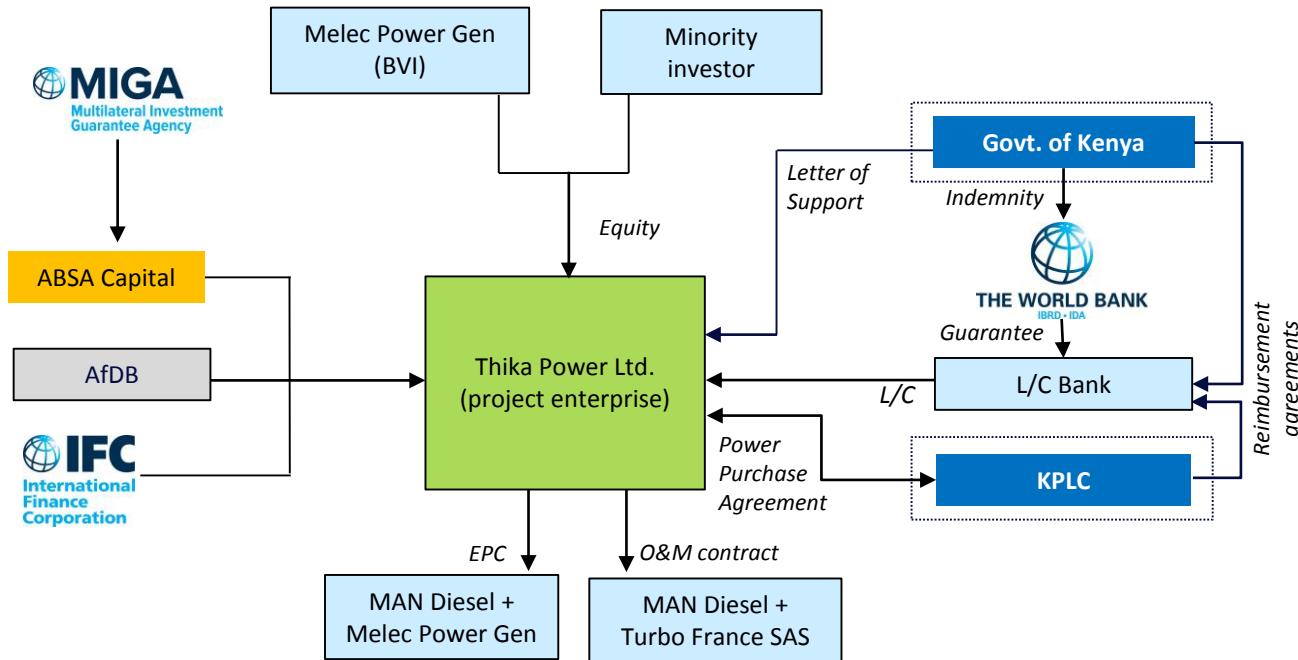 Melec Power Gen
(BVI)
Minority
investor
MIGA
Multilateral Investment
Guarantee Agency
Govt. of Kenya
Letter of
Support
Indemnity
Equity
ABSA Capital
THE WORLD BANK
IBRD • IDA
Guarantee
Reimbursement
agreements
Thika Power Ltd.
(project enterprise)
AfDB
L/C Bank
L/C
IFC
International
Finance
Corporation
Power
Purchase
Agreement
KPLC
EPC
O&M contract
MAN Diesel +
Melec Power Gen
MAN Diesel +
Turbo France SAS